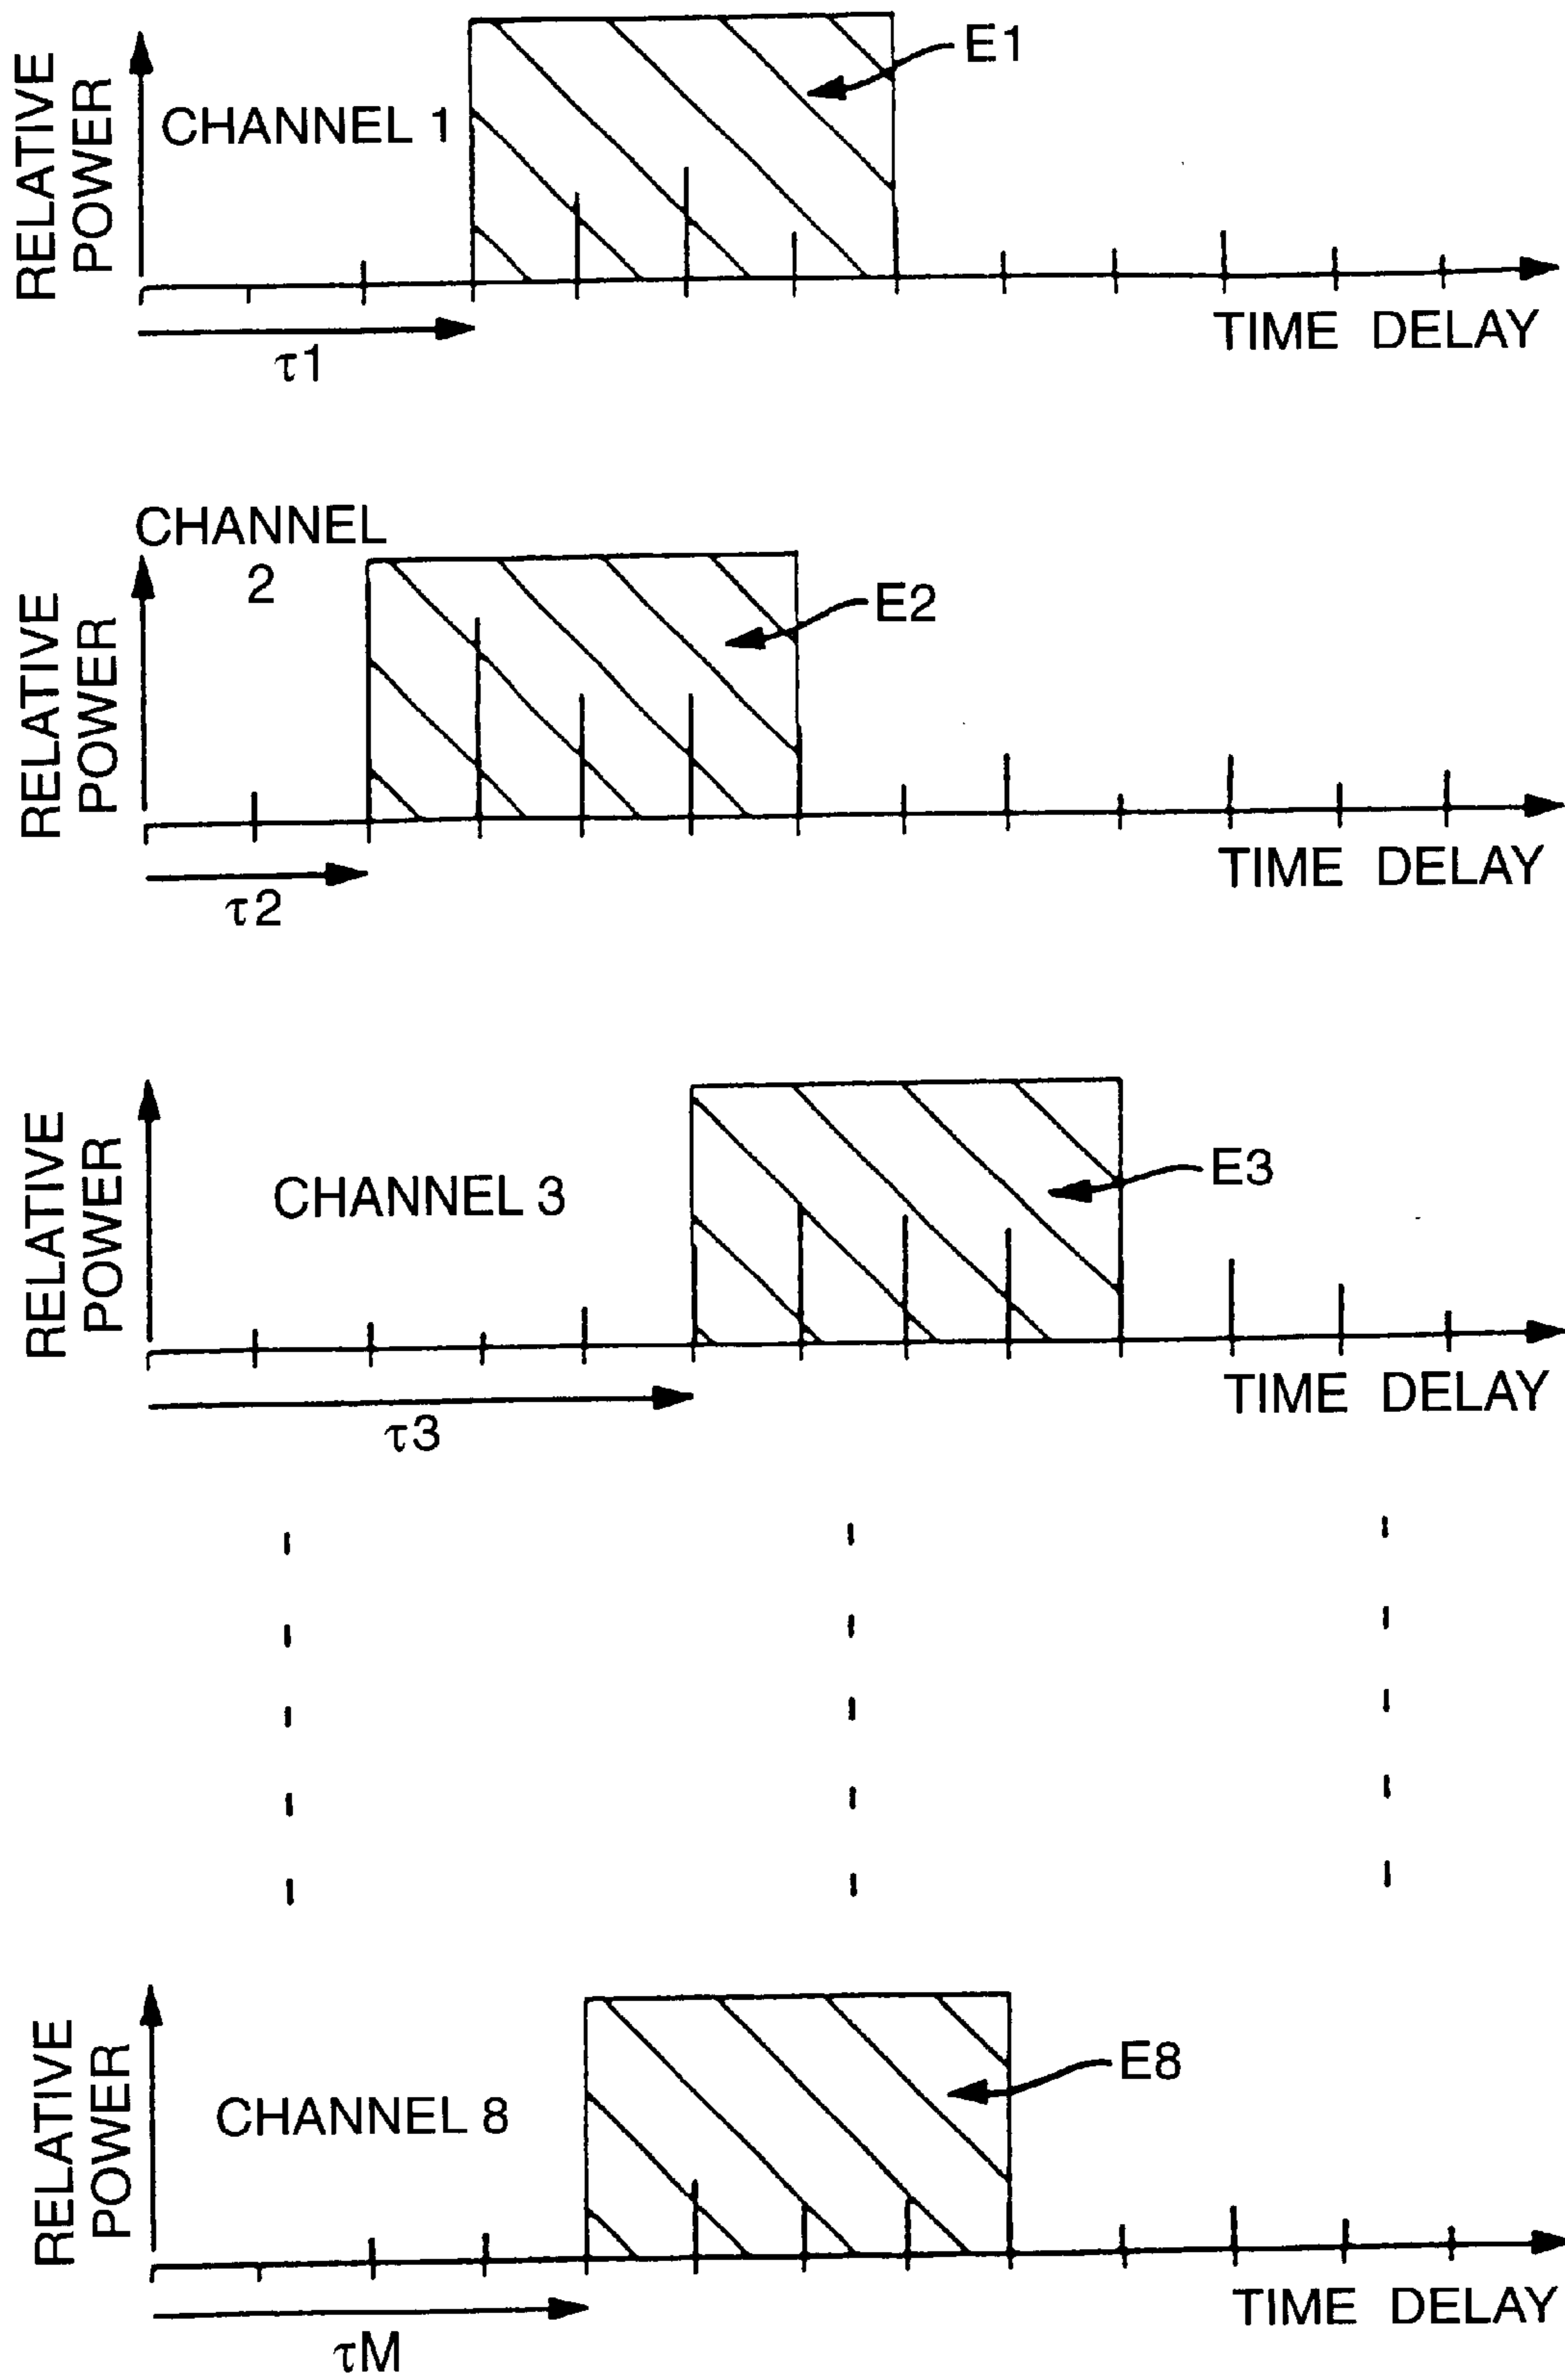 RELATIVE
POWER
CHANNEL 1
E1
TIME DELAY
τ1
CHANNEL
2
RELATIVE
POWER
E2
TIME DELAY
τ2
RELATIVE
POWER
CHANNEL 3
E3
TIME DELAY
τ3
RELATIVE
POWER
CHANNEL 8
E8
TIME DELAY
τM